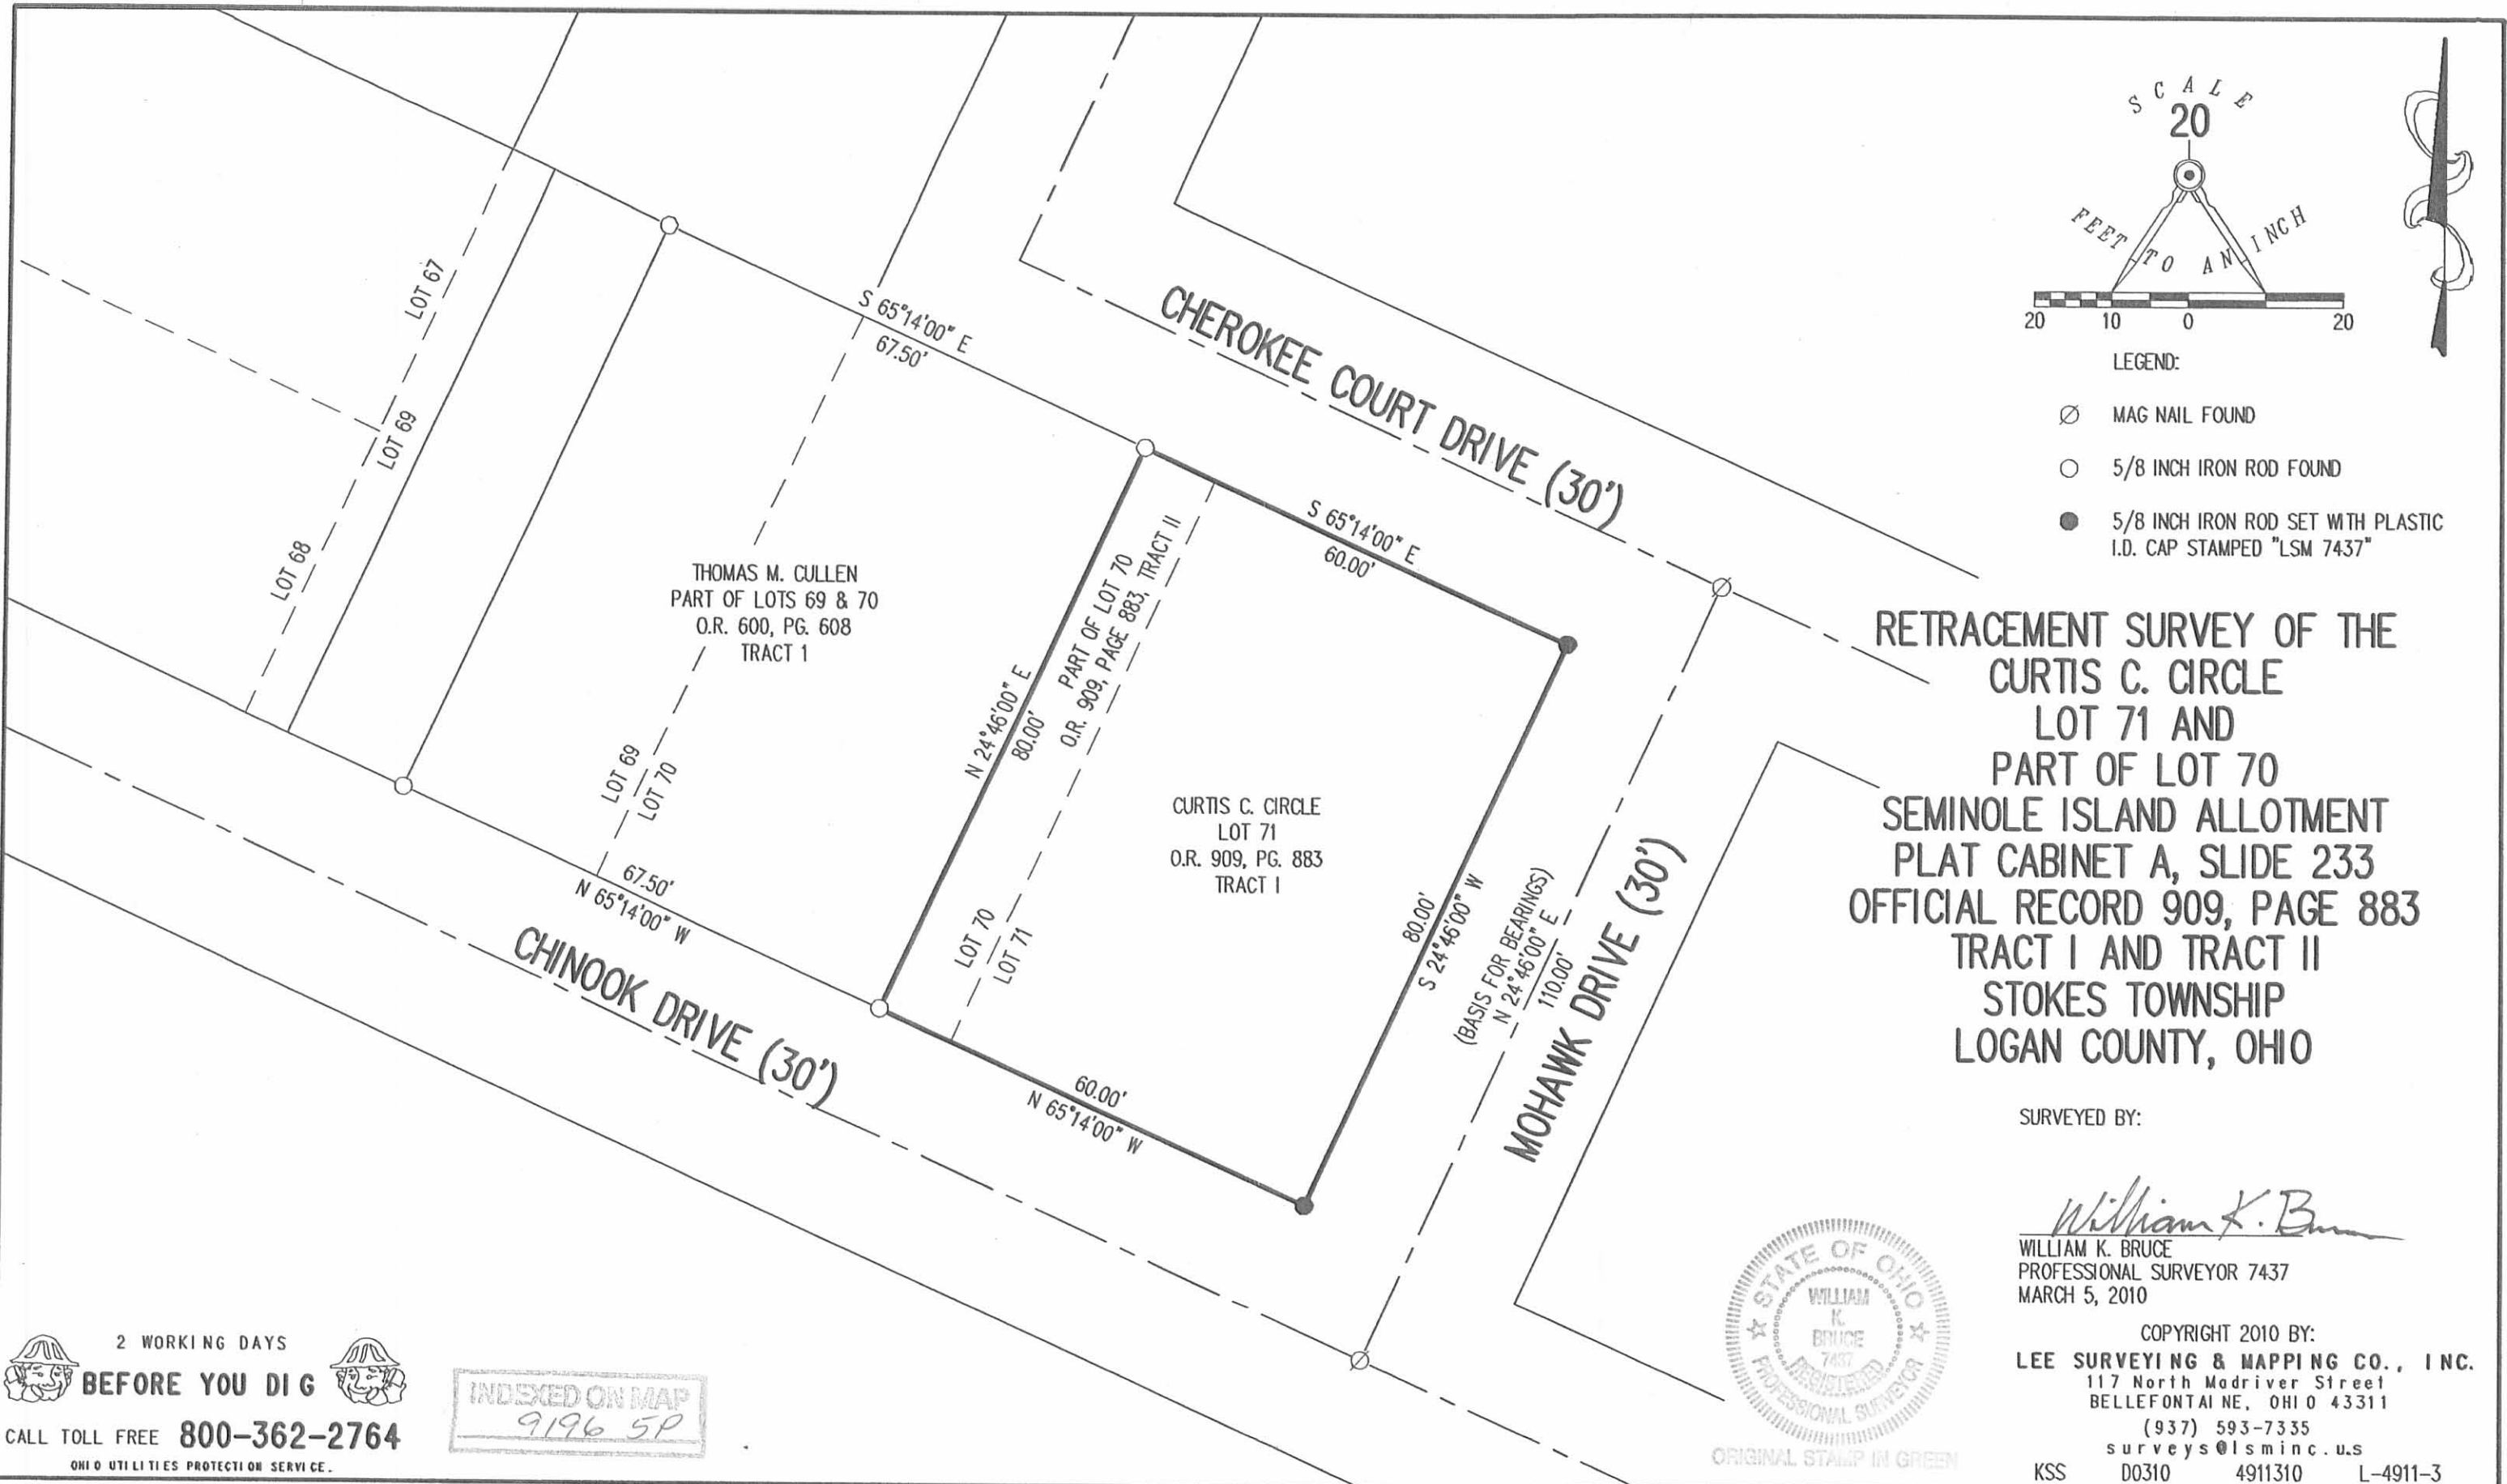 SCALE
20
FEET TO AN INCH
20 10 0 20
LEGEND:
MAG NAIL FOUND
5/8 INCH IRON ROD FOUND
5/8 INCH IRON ROD SET WITH PLASTIC
I.D. CAP STAMPED "LSM 7437"
LOT 67
LOT 69
LOT 68
S 65°14'00" E
67.50'
CHEROKEE COURT DRIVE (30')
S 65°14'00" E
60.00'
THOMAS M. CULLEN
PART OF LOTS 69 & 70
O.R. 600, PG. 608
TRACT 1
LOT 69
LOT 70
N 24°46'00" E
80.00'
PART OF LOT 70
O.R. 909, PAGE 883, TRACT II
CURTIS C. CIRCLE
LOT 71
O.R. 909, PG. 883
TRACT I
LOT 70
LOT 71
80.00'
S 24°46'00" W
(BASIS FOR BEARINGS)
N 24°46'00" E
110.00'
MOHAWK DRIVE (30')
67.50'
N 65°14'00" W
CHINOOK DRIVE (30')
60.00'
N 65°14'00" W
RETRACEMENT SURVEY OF THE
CURTIS C. CIRCLE
LOT 71 AND
PART OF LOT 70
SEMINOLE ISLAND ALLOTMENT
PLAT CABINET A, SLIDE 233
OFFICIAL RECORD 909, PAGE 883
TRACT I AND TRACT II
STOKES TOWNSHIP
LOGAN COUNTY, OHIO
SURVEYED BY:
William K. Bruce
WILLIAM K. BRUCE
PROFESSIONAL SURVEYOR 7437
MARCH 5, 2010
COPYRIGHT 2010 BY:
LEE SURVEYING & MAPPING CO., INC.
117 North Madriver Street
BELLEFONTAINE, OHIO 43311
(937) 593-7335
surveys@lsminc.u.s
KSS D0310 4911310 L-4911-3
STATE OF OHIO
WILLIAM
K.
BRUCE
7437
REGISTERED
PROFESSIONAL SURVEYOR
ORIGINAL STAMP IN GREEN
2 WORKING DAYS
BEFORE YOU DIG
CALL TOLL FREE 800-362-2764
OHIO UTILITIES PROTECTION SERVICE.
INDEXED ON MAP
9196 5P